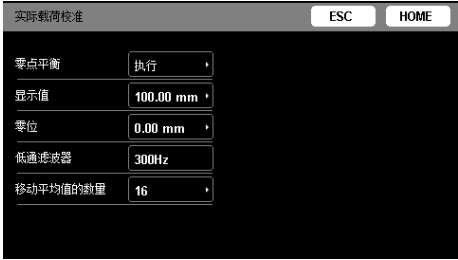 实际载荷校准 ESC HOME
零点平衡 执行
显示值 100.00 mm
零位 0.00 mm
低通滤波器 300Hz
移动平均值的数量 16